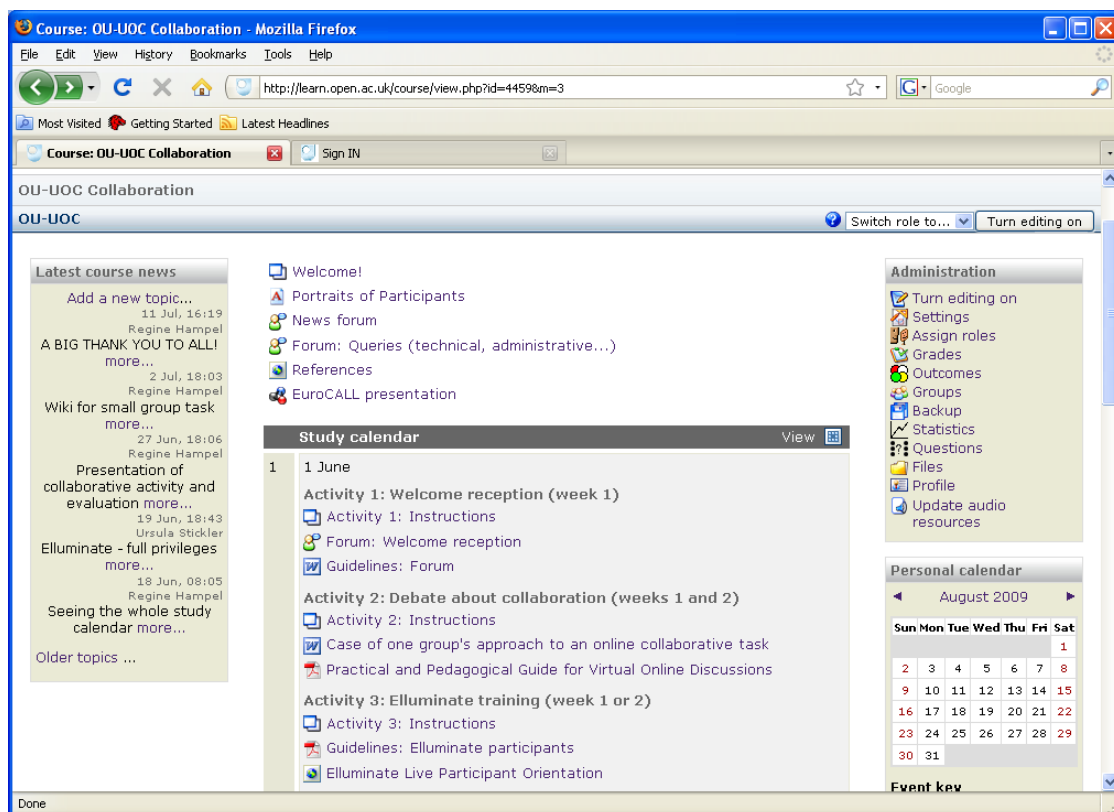 Course: OU-UOC Collaboration - Mozilla Firefox
File Edit View History Bookmarks Tools Help
http://learn.open.ac.uk/course/view.php?id=4459&m=3
G Google
Most Visited Getting Started Latest Headlines
Course: OU-UOC Collaboration
Sign IN
OU-UOC Collaboration
OU-UOC
Switch role to...
Turn editing on
Latest course news
Add a new topic...
11 Jul, 16:19
Regine Hampel
A BIG THANK YOU TO ALL!
more...
2 Jul, 18:03
Regine Hampel
Wiki for small group task
more...
27 Jun, 18:06
Regine Hampel
Presentation of
collaborative activity and
evaluation more...
19 Jun, 18:43
Ursula Stickler
Elluminate - full privileges
more...
18 Jun, 08:05
Regine Hampel
Seeing the whole study
calendar more...
Older topics ...
Welcome!
Portraits of Participants
News forum
Forum: Queries (technical, administrative...)
References
EuroCALL presentation
Study calendar View
1 1 June
Activity 1: Welcome reception (week 1)
Activity 1: Instructions
Forum: Welcome reception
Guidelines: Forum
Activity 2: Debate about collaboration (weeks 1 and 2)
Activity 2: Instructions
Case of one group's approach to an online collaborative task
Practical and Pedagogical Guide for Virtual Online Discussions
Activity 3: Elluminate training (week 1 or 2)
Activity 3: Instructions
Guidelines: Elluminate participants
Elluminate Live Participant Orientation
Administration
Turn editing on
Settings
Assign roles
Grades
Outcomes
Groups
Backup
Statistics
Questions
Files
Profile
Update audio
resources
Personal calendar
August 2009
Sun Mon Tue Wed Thu Fri Sat
1
2 3 4 5 6 7 8
9 10 11 12 13 14 15
16 17 18 19 20 21 22
23 24 25 26 27 28 29
30 31
Event key
Done